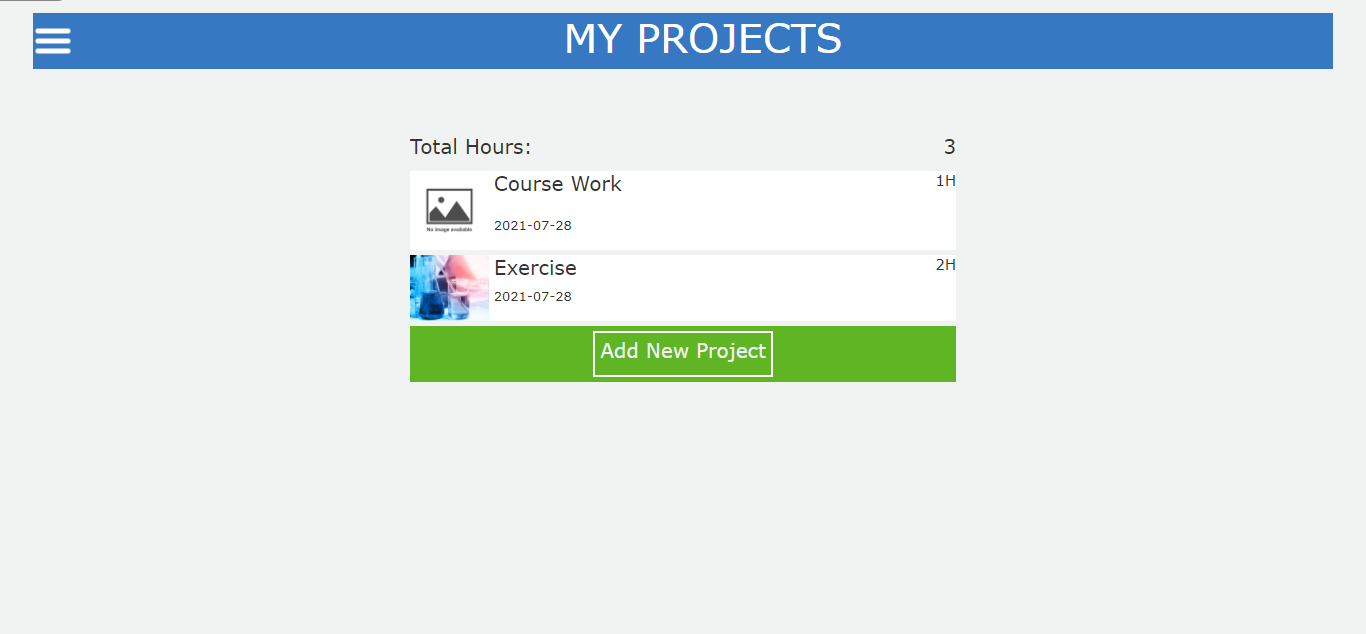 MY PROJECTS
Total Hours: 3
Course Work 1H
No image available
2021-07-28
Exercise 2H
2021-07-28
Add New Project